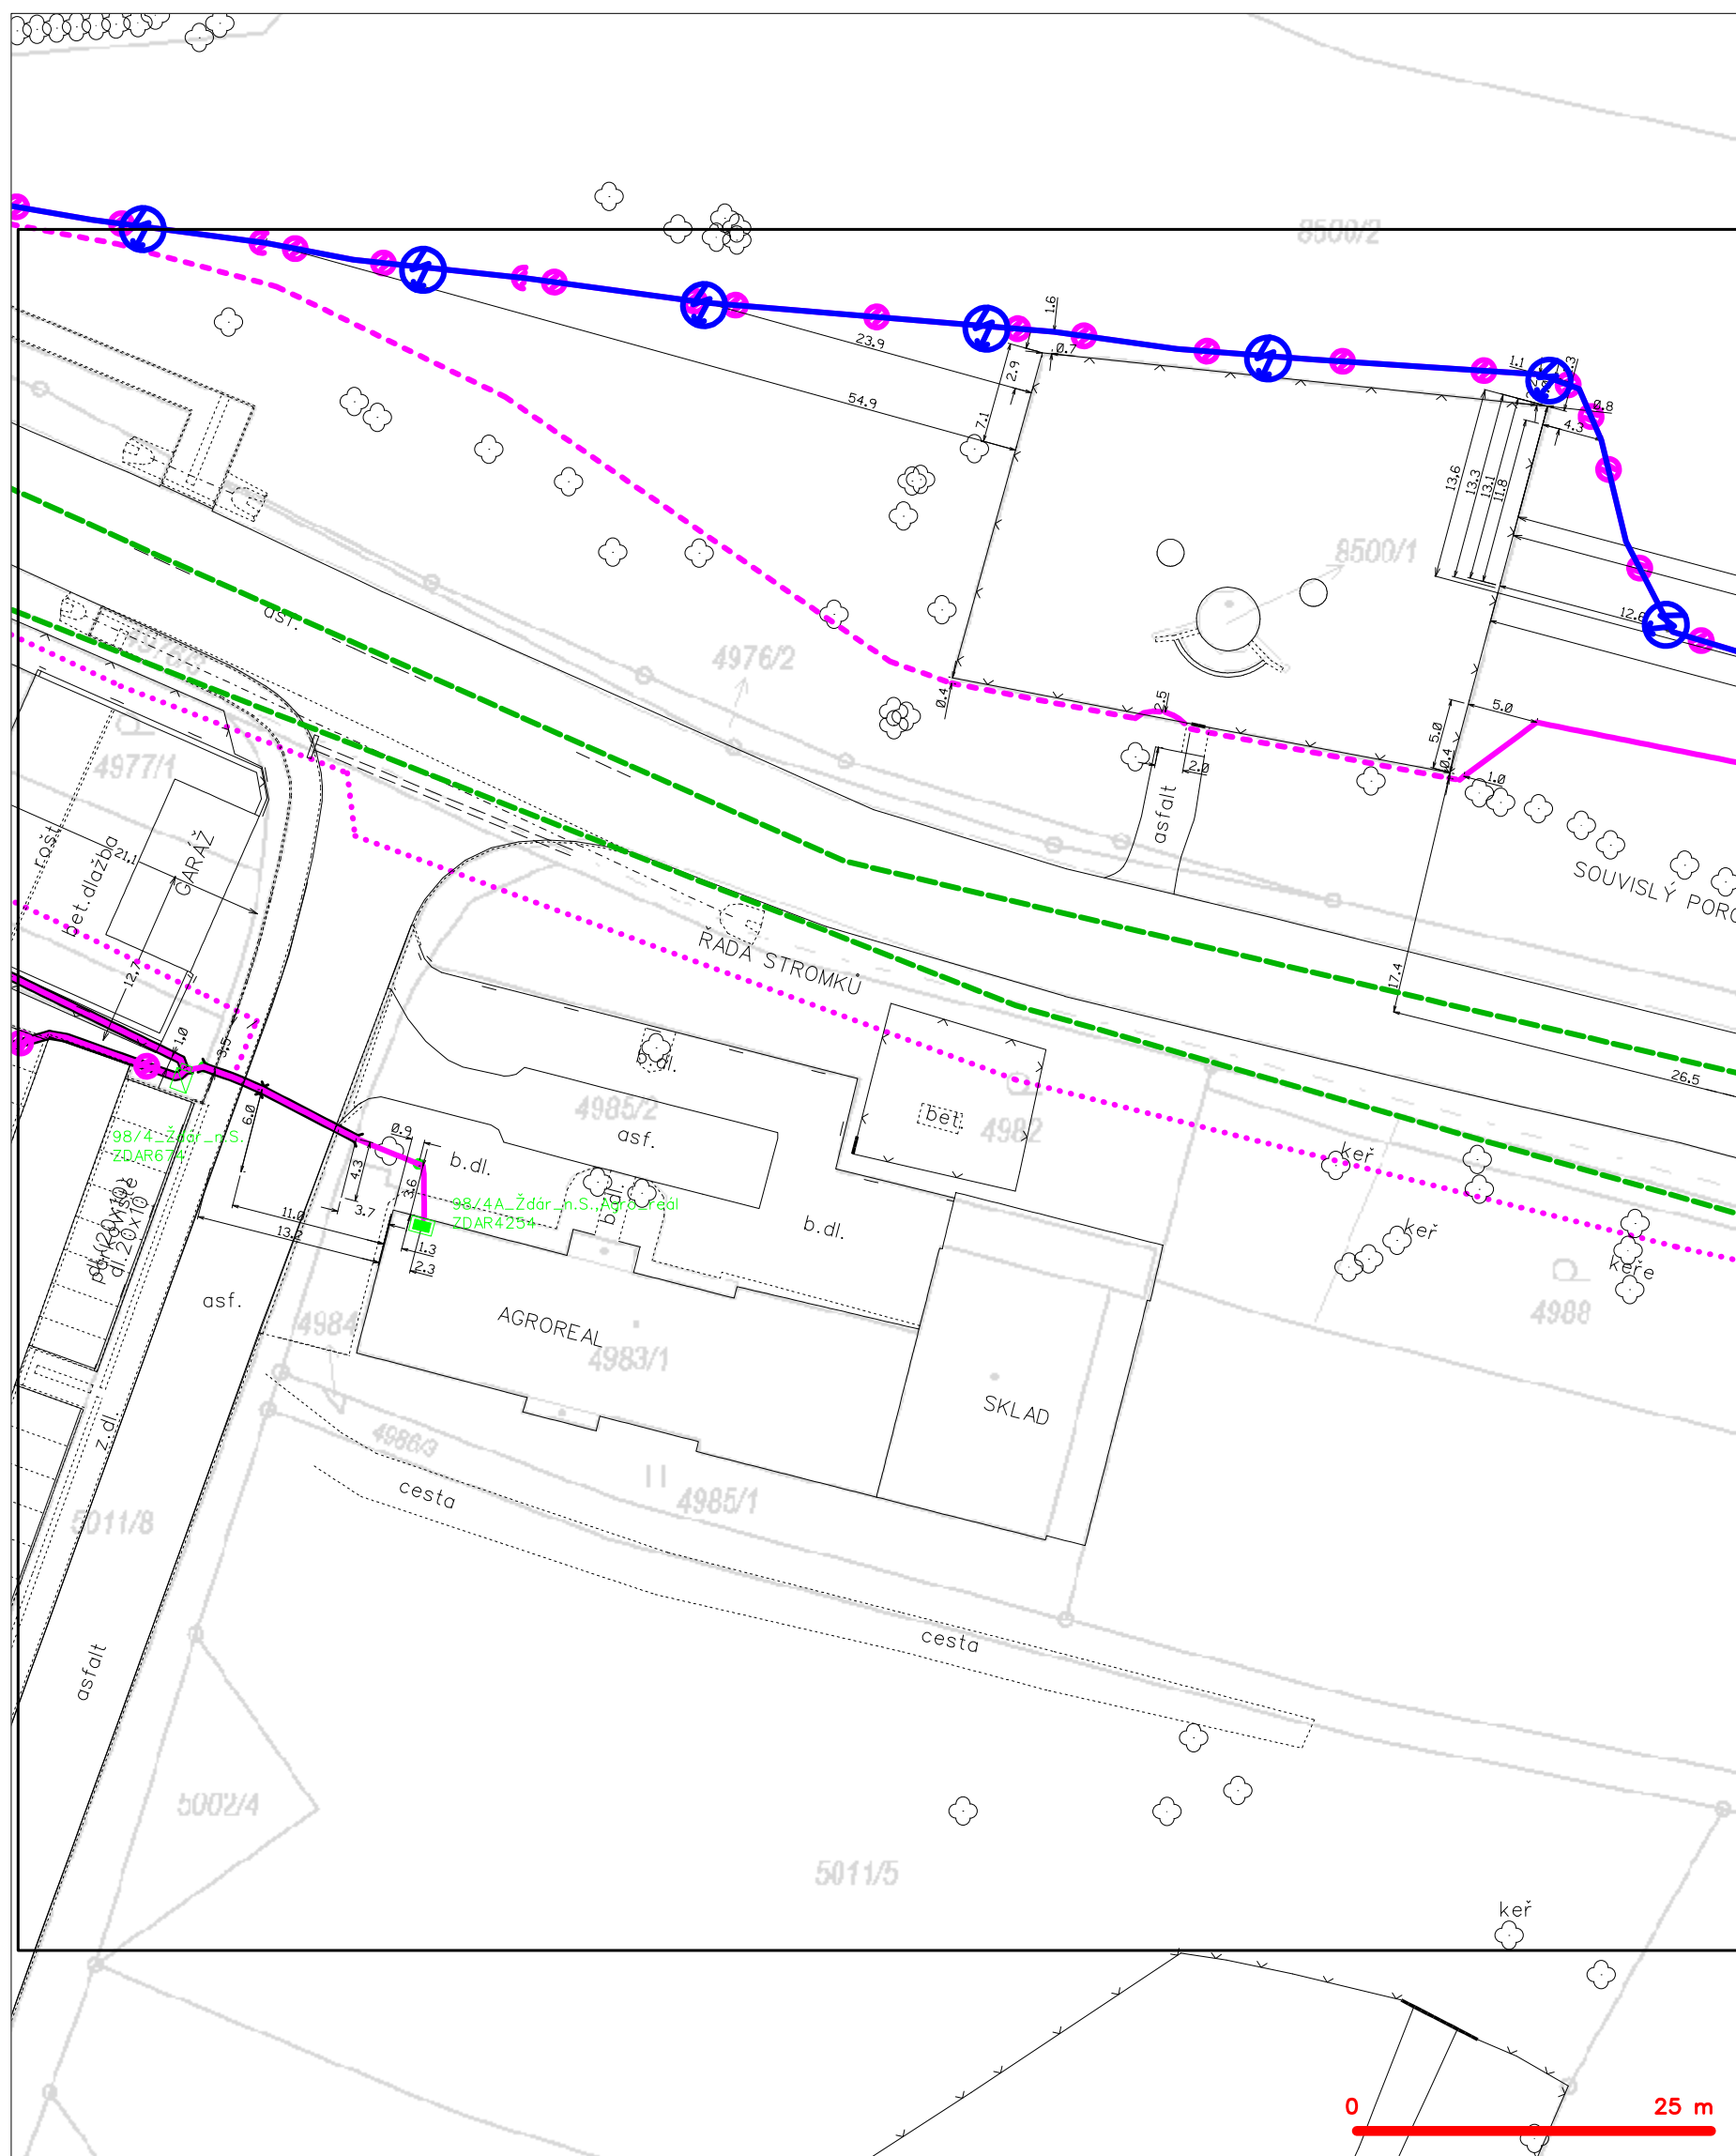 8500/2
1.6
23.9
0.7
2.9
54.9
7.1
1.1
0.8
4.3
13.6
13.3
13.1
11.8
8500/1
asf.
4976/2
12.6
0.4
2.5
5.0
5.0
0.4
4977/1
2.0
1.0
asfalt
rošt
bet.dlažba
21.1
GARÁŽ
SOUVISLÝ PORO
ŘADA STROMKŮ
12.7
17.4
1.0
3.5
b.dl.
26.5
4985/2
6.0
0.9
asf.
bet.
4982
98/4_Žďár_n.S.
ZDAR674
4.3
b.dl.
keř
3.6
98/4A_Žďár_n.S.,Agro_reál
ZDAR4254
3.7
11.0
b.dl.
b.dl.
keř
13.2
1.3
2.3
dl.20x10
keře
asf.
4984
AGROREAL
4988
4983/1
SKLAD
z.dl.
4986/3
cesta
4985/1
5011/8
cesta
asfalt
5002/4
5011/5
keř
0 25 m